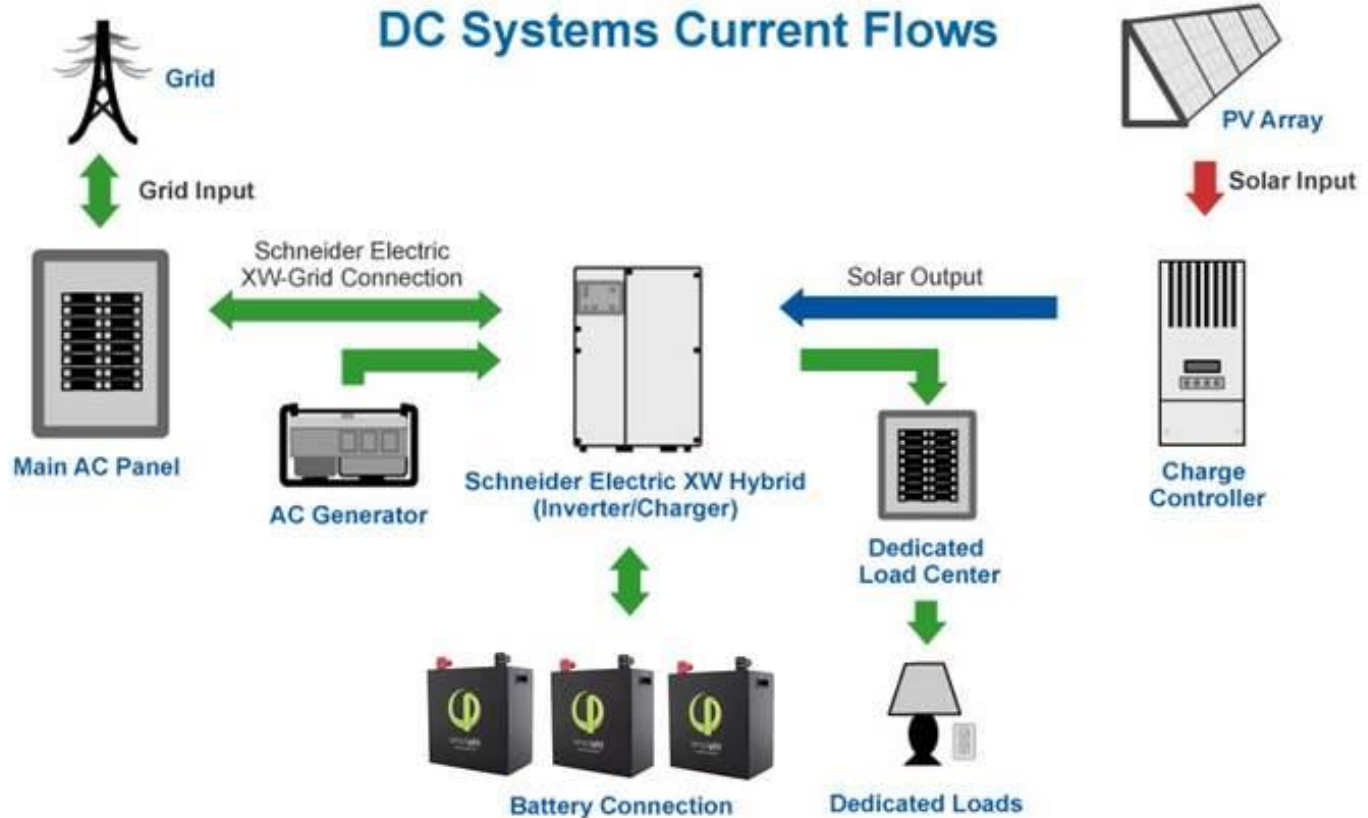 DC Systems Current Flows
Grid
PV Array
Grid Input
Solar Input
Schneider Electric
XW-Grid Connection
Solar Output
Main AC Panel
AC Generator
Schneider Electric XW Hybrid
(Inverter/Charger)
Dedicated
Load Center
Charge
Controller
Battery Connection
Dedicated Loads